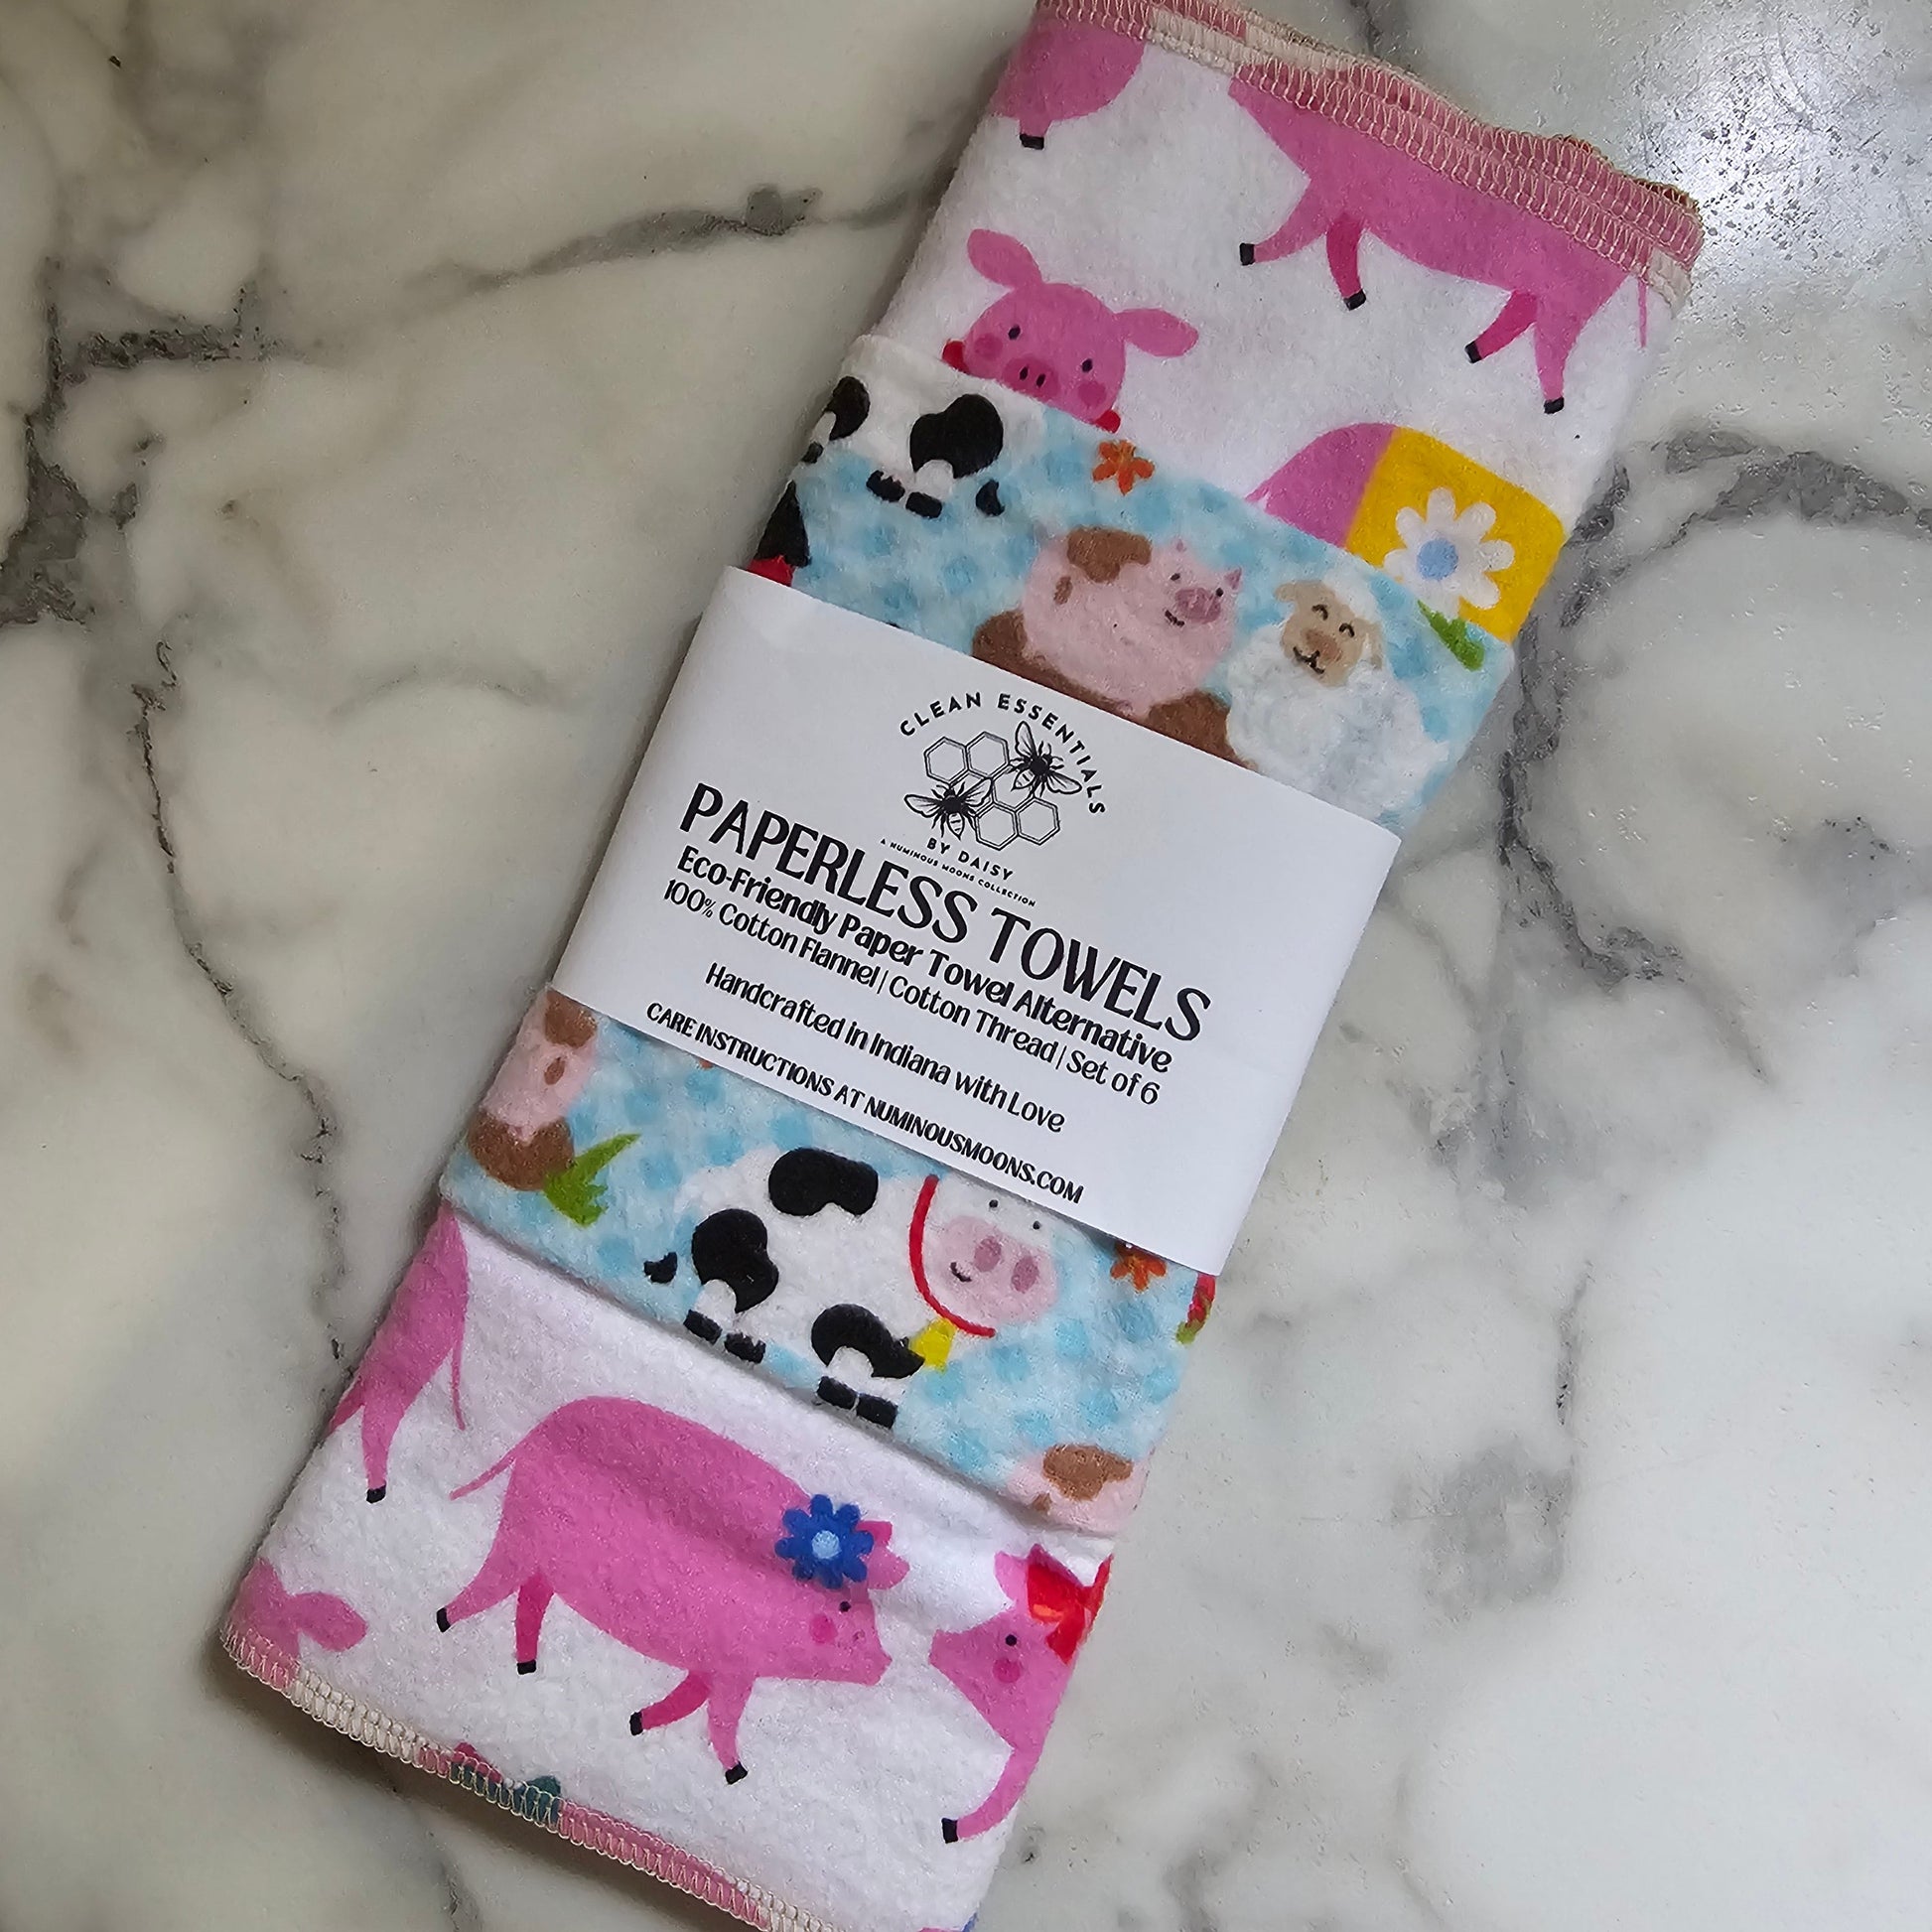 CLEAN ESSENTIALS
BY DAISY
A NUMINOUS MOONS COLLECTION
PAPERLESS TOWELS
Eco-Friendly Paper Towel Alternative
100% Cotton Flannel | Cotton Thread | Set of 6
Handcrafted in Indiana with Love
CARE INSTRUCTIONS AT NUMINOUSMOONS.COM